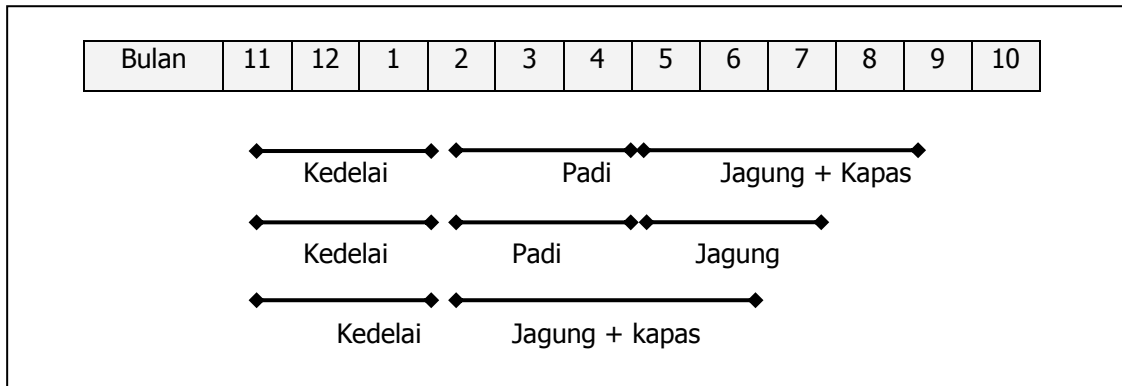 Bulan 11 12 1 2 3 4 5 6 7 8 9 10
Kedelai Padi Jagung + Kapas
Kedelai Padi Jagung
Kedelai Jagung + kapas